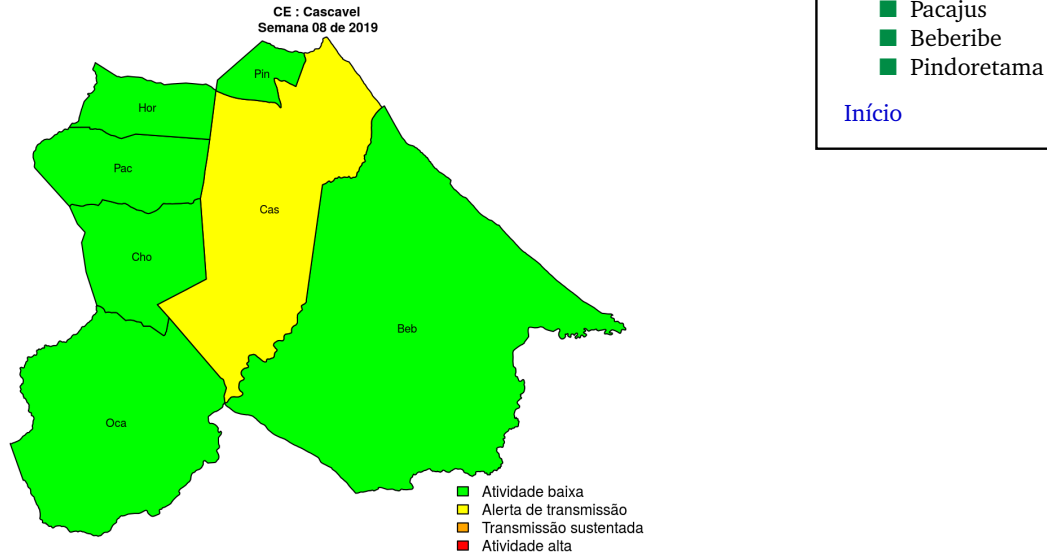 CE : Cascavel
Semana 08 de 2019
Pin
Hor
Pac
Cas
Cho
Beb
Oca
Atividade baixa
Alerta de transmissão
Transmissão sustentada
Atividade alta
Pacajus
Beberibe
Pindoretama
Início